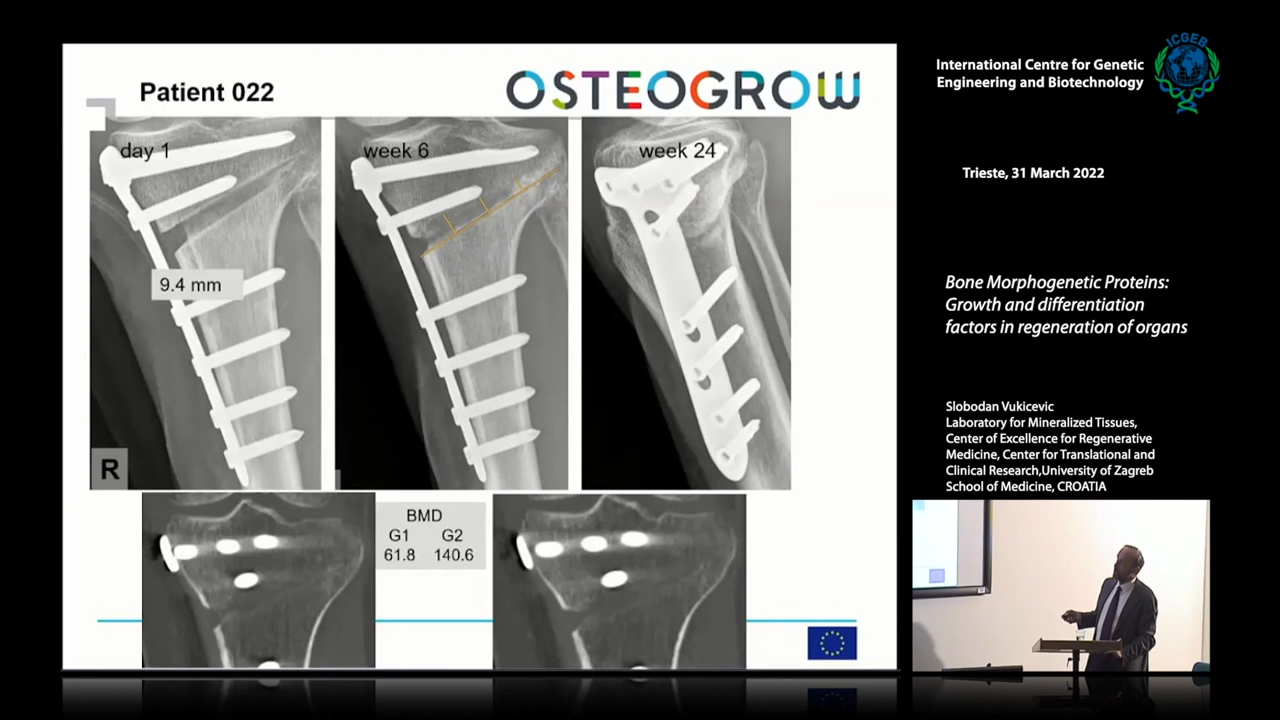 Patient 022
OSTEOGROW
day 1
week 6
week 24
9.4 mm
R
BMD
G1 G2
61.8 140.6
International Centre for Genetic
Engineering and Biotechnology
ICGEB
Trieste, 31 March 2022
Bone Morphogenetic Proteins:
Growth and differentiation
factors in regeneration of organs
Slobodan Vukicevic
Laboratory for Mineralized Tissues,
Center of Excellence for Regenerative
Medicine, Center for Translational and
Clinical Research,University of Zagreb
School of Medicine, CROATIA